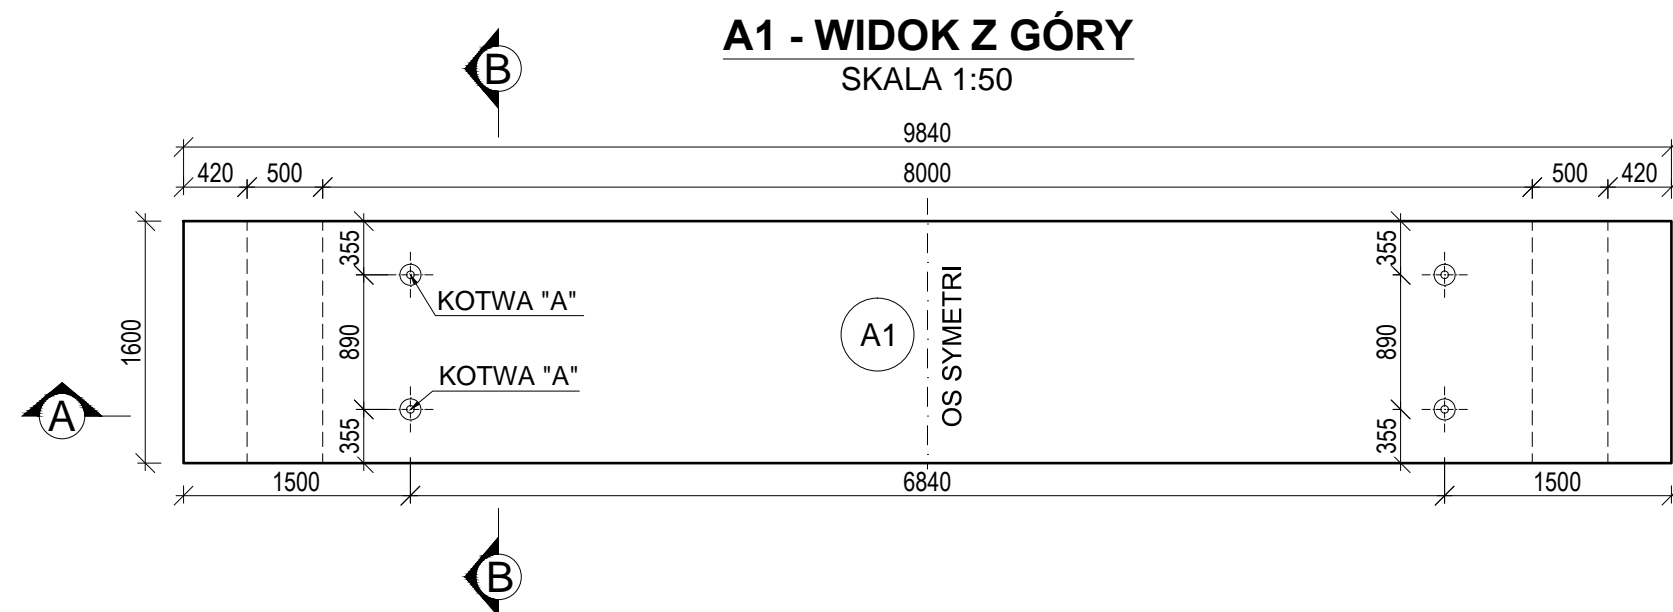 A1 - WIDOK Z GÓRY
SKALA 1:50
B
9840
420 500 8000 500 420
355 355
KOTWA "A"
1600 890 A1 OS SYMETRI 890
KOTWA "A"
A
355 355
1500 6840 1500
B